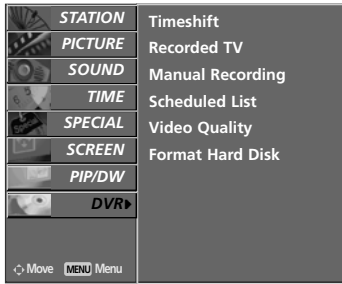 STATION
PICTURE
SOUND
TIME
SPECIAL
SCREEN
PIP/DW
DVR
Move MENU Menu
Timeshift
Recorded TV
Manual Recording
Scheduled List
Video Quality
Format Hard Disk